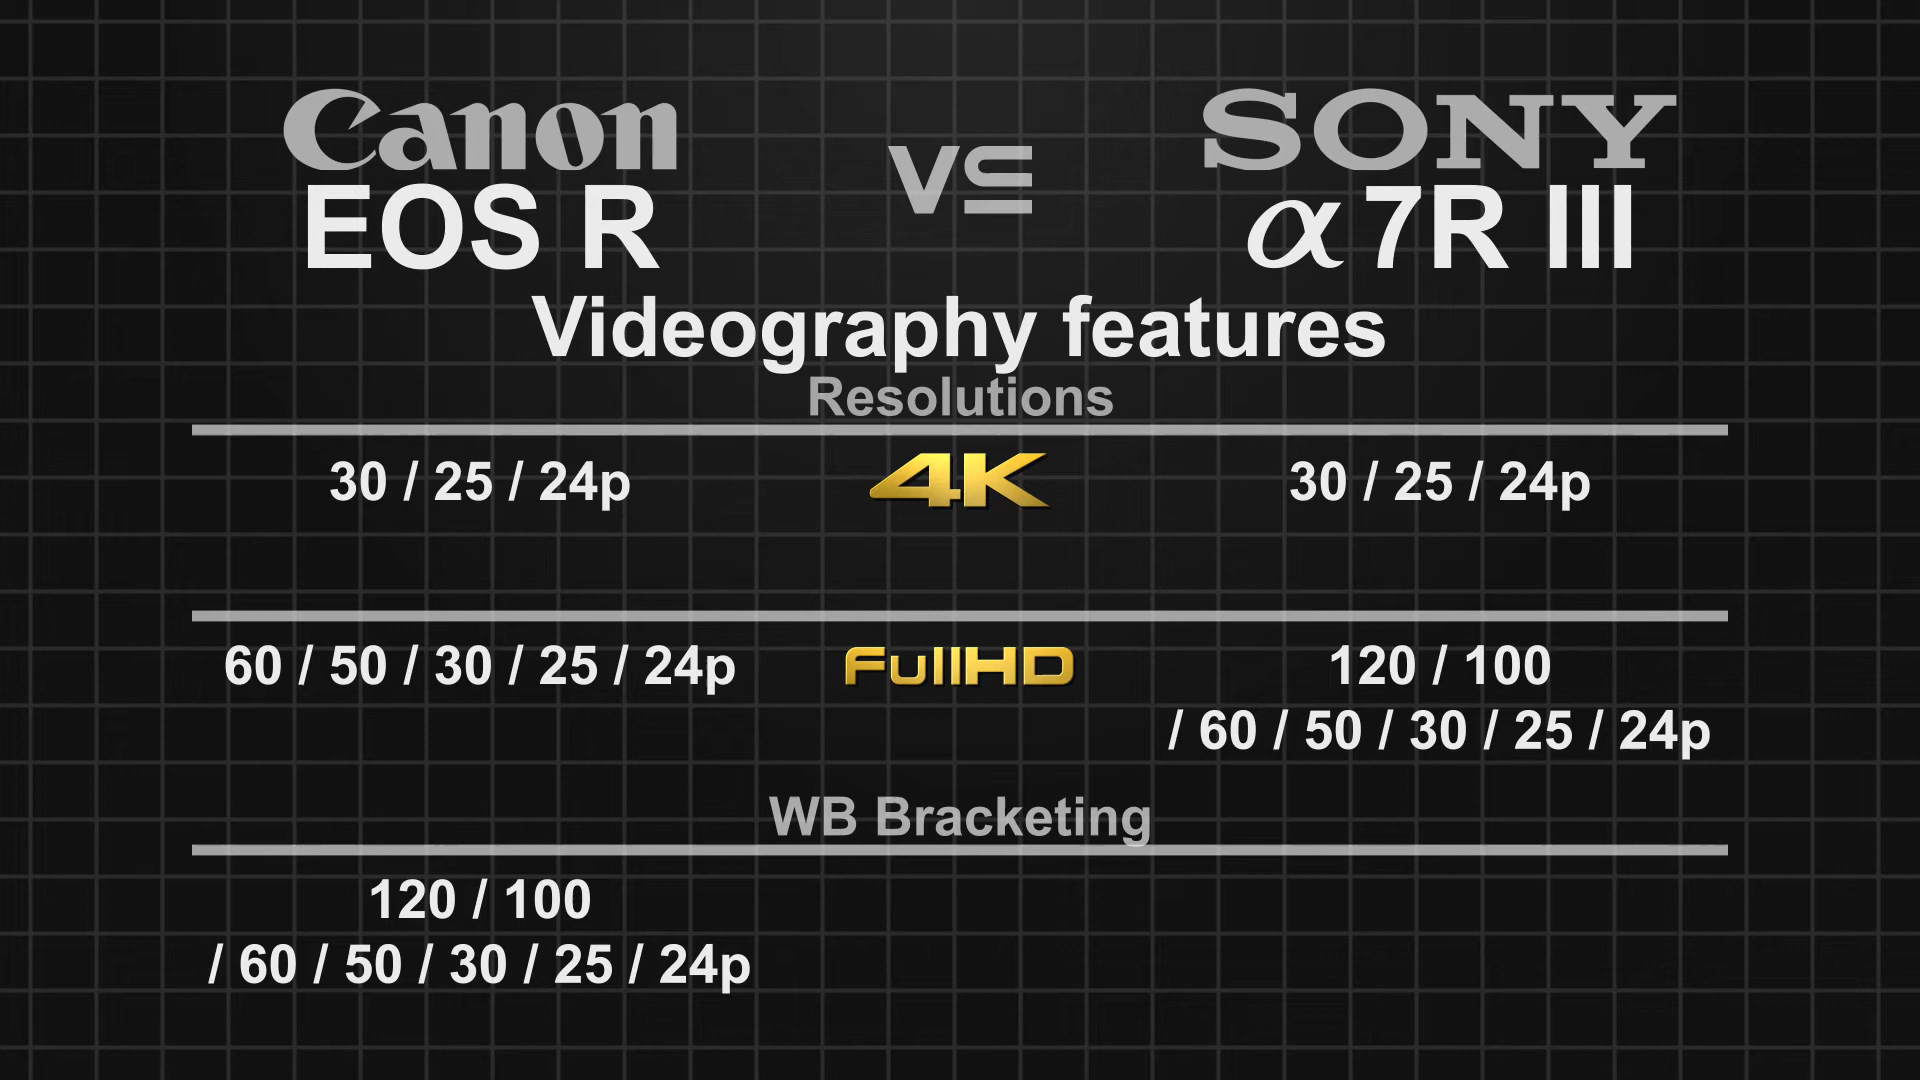 Canon VS SONY
EOS R α7R III
Videography features
Resolutions
30 / 25 / 24p 4K 30 / 25 / 24p
60 / 50 / 30 / 25 / 24p FullHD 120 / 100
/ 60 / 50 / 30 / 25 / 24p
WB Bracketing
120 / 100
/ 60 / 50 / 30 / 25 / 24p